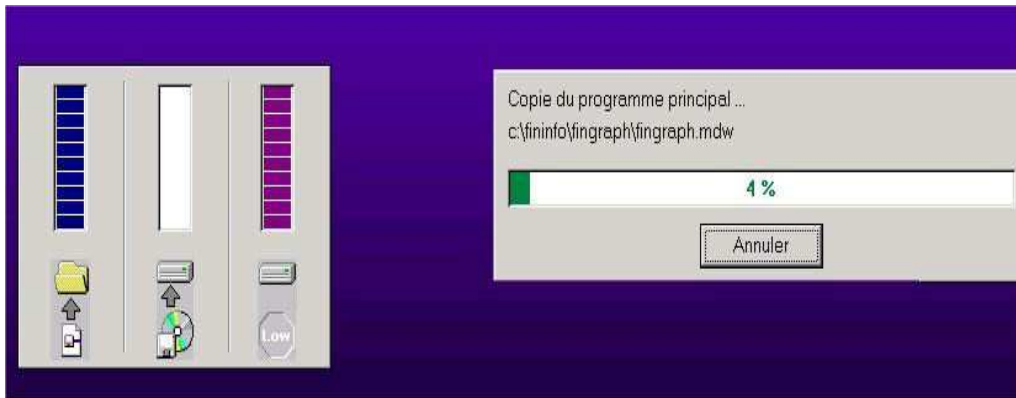 Copie du programme principal ...
c:\fininfo\fingraph\fingraph.mdw
4 %
Annuler
Low